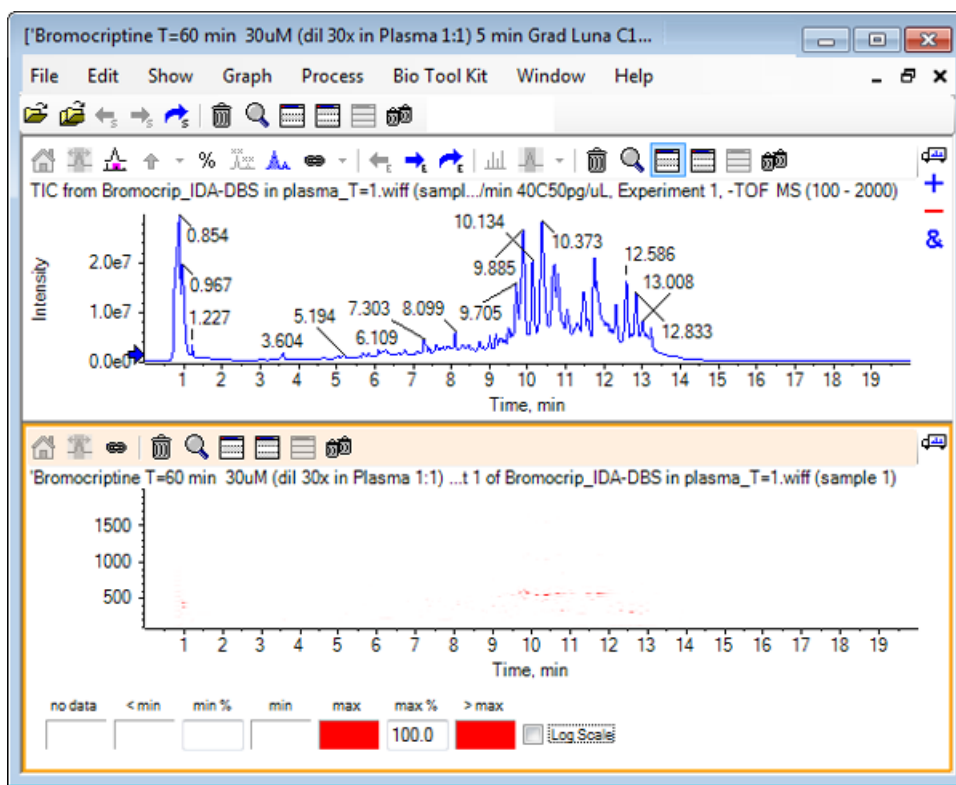 ['Bromocriptine T=60 min  30uM (dil 30x in Plasma 1:1) 5 min Grad Luna C1...
File Edit Show Graph Process Bio Tool Kit Window Help
TIC from Bromocrip_IDA-DBS in plasma_T=1.wiff (sampl.../min 40C50pg/uL, Experiment 1, -TOF MS (100 - 2000)
Intensity
2.0e7
1.0e7
0.0e0
0.854
0.967
1.227
3.604
5.194
6.109
7.303
8.099
9.705
9.885
10.134
10.373
12.586
13.008
12.833
1 2 3 4 5 6 7 8 9 10 11 12 13 14 15 16 17 18 19
Time, min
'Bromocriptine T=60 min  30uM (dil 30x in Plasma 1:1) ...t 1 of Bromocrip_IDA-DBS in plasma_T=1.wiff (sample 1)
1500
1000
500
1 2 3 4 5 6 7 8 9 10 11 12 13 14 15 16 17 18 19
Time, min
no data < min min % min max max % > max
100.0 Log Scale